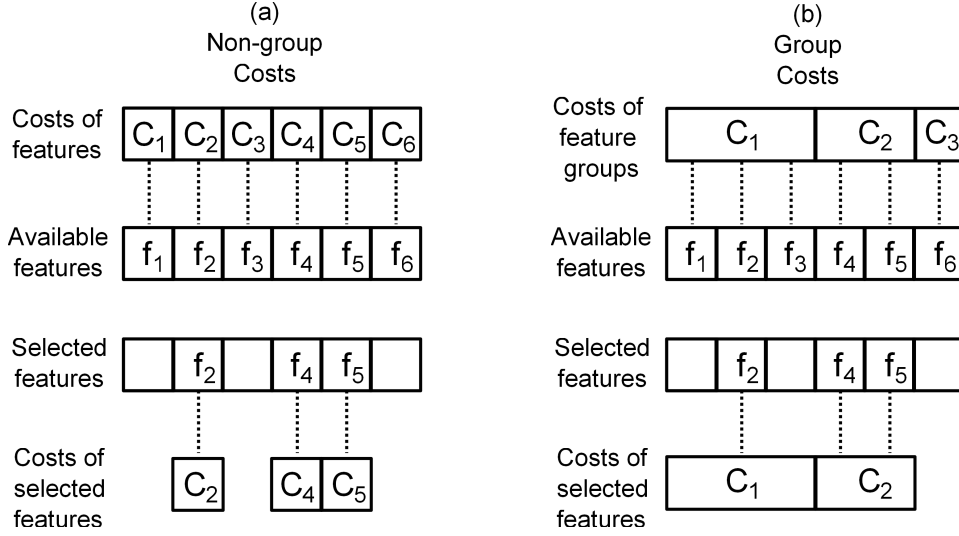 (a)
Non-group
Costs
Costs of
features
C₁ C₂ C₃ C₄ C₅ C₆
Available
features
f₁ f₂ f₃ f₄ f₅ f₆
Selected
features
f₂ f₄ f₅
Costs of
selected
features
C₂ C₄ C₅
(b)
Group
Costs
Costs of
feature
groups
C₁ C₂ C₃
Available
features
f₁ f₂ f₃ f₄ f₅ f₆
Selected
features
f₂ f₄ f₅
Costs of
selected
features
C₁ C₂